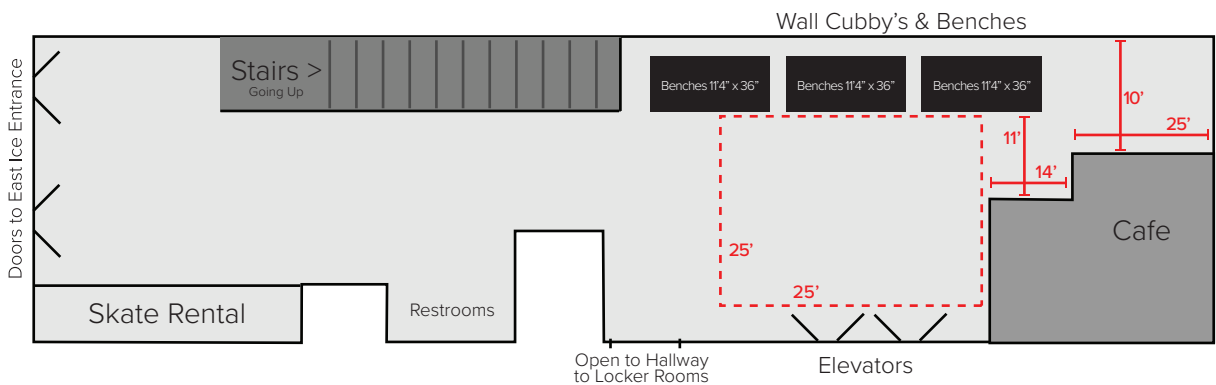 Wall Cubby's & Benches
Doors to East Ice Entrance
Stairs >
Going Up
Benches 11'4" x 36"
Benches 11'4" x 36"
Benches 11'4" x 36"
10'
25'
11'
14'
25'
25'
Cafe
Skate Rental
Restrooms
Open to Hallway
to Locker Rooms
Elevators